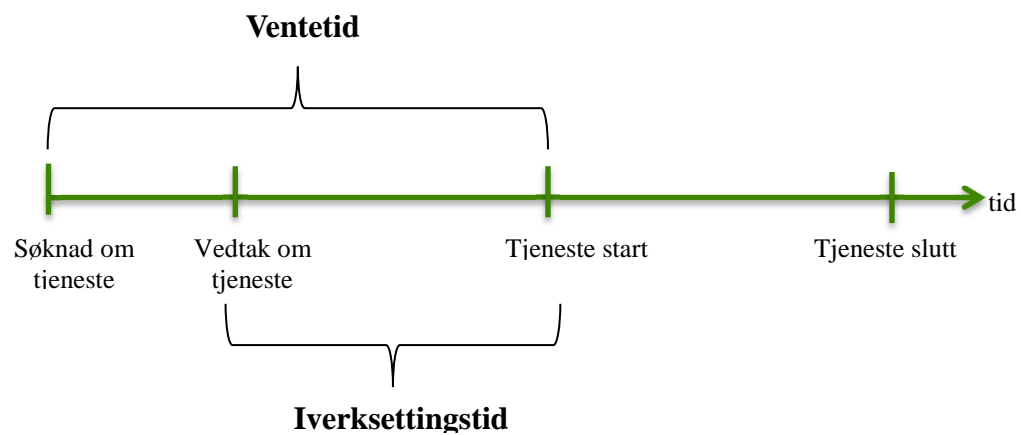 Ventetid
tid
Søknad om
tjeneste
Vedtak om
tjeneste
Tjeneste start
Tjeneste slutt
Iverksettingstid